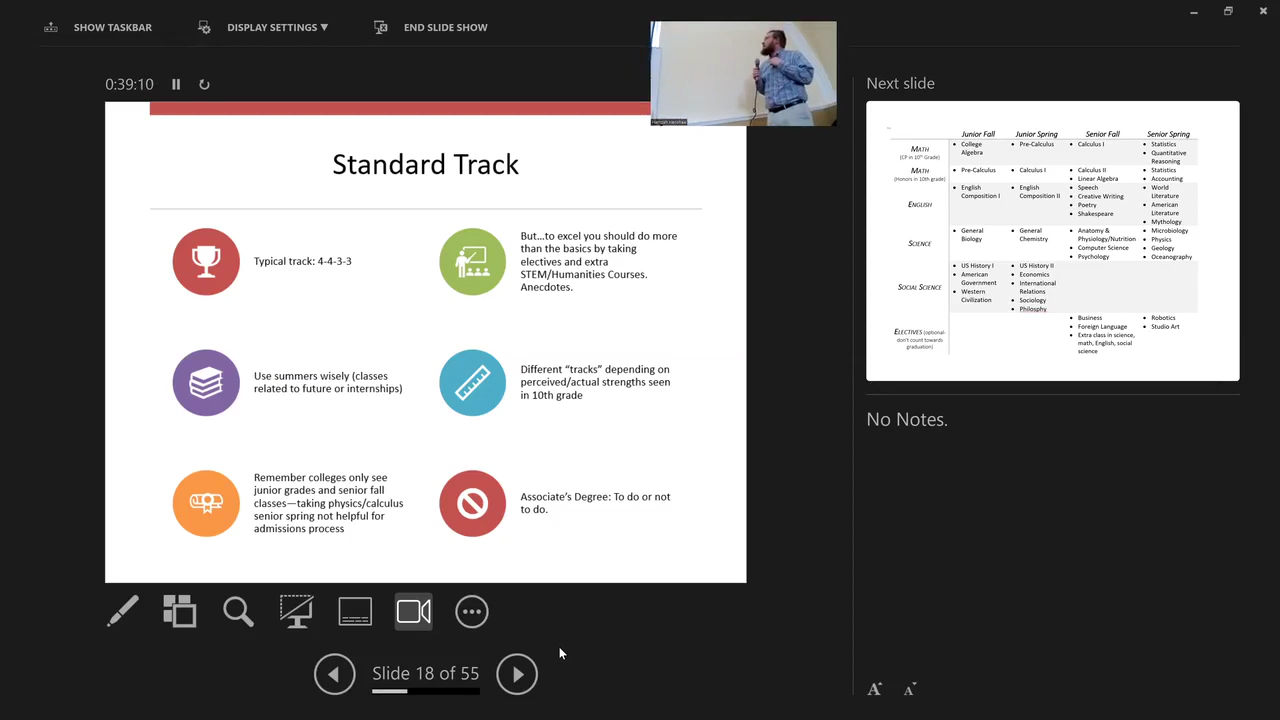 SHOW TASKBAR
DISPLAY SETTINGS ▼
END SLIDE SHOW
0:39:10
Standard Track
Typical track: 4-4-3-3
But...to excel you should do more
than the basics by taking
electives and extra
STEM/Humanities Courses.
Anecdotes.
Use summers wisely (classes
related to future or internships)
Different “tracks” depending on
perceived/actual strengths seen
in 10th grade
Remember colleges only see
junior grades and senior fall
classes—taking physics/calculus
senior spring not helpful for
admissions process
Associate's Degree: To do or not
to do.
Slide 18 of 55
Next slide
Junior Fall Junior Spring Senior Fall Senior Spring
MATH
(CP in 10th Grade)
• College
Algebra
• Pre-Calculus
• Calculus I
• Statistics
• Quantitative
Reasoning
MATH
(Honors in 10th grade)
• Pre-Calculus
• Calculus I
• Calculus II
• Linear Algebra
• Statistics
• Accounting
ENGLISH
• English
Composition I
• English
Composition II
• Speech
• Creative Writing
• Poetry
• Shakespeare
• World
Literature
• American
Literature
• Mythology
SCIENCE
• General
Biology
• General
Chemistry
• Anatomy &
Physiology/Nutrition
• Computer Science
• Psychology
• Microbiology
• Physics
• Geology
• Oceanography
SOCIAL SCIENCE
• US History I
• American
Government
• Western
Civilization
• US History II
• Economics
• International
Relations
• Sociology
• Philosphy
ELECTIVES (optional-
don't count towards
graduation)
• Business
• Foreign Language
• Extra class in science,
math, English, social
science
• Robotics
• Studio Art
No Notes.
A A